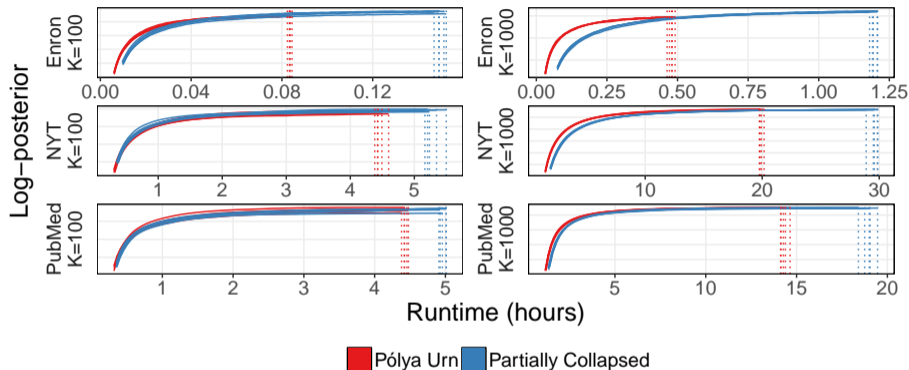 Log-posterior
Enron
K=100
0.00 0.04 0.08 0.12
Enron
K=1000
0.00 0.25 0.50 0.75 1.00 1.25
NYT
K=100
1 2 3 4 5
NYT
K=1000
10 20 30
PubMed
K=100
1 2 3 4 5
PubMed
K=1000
5 10 15 20
Runtime (hours)
Pólya Urn Partially Collapsed